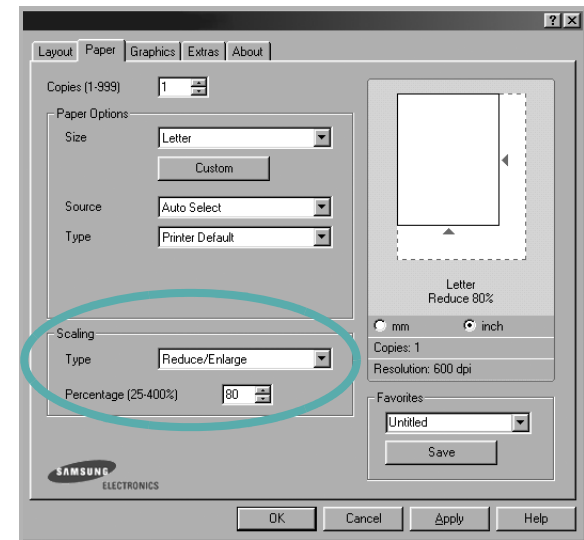 ? X
Layout Paper Graphics Extras About
Copies (1-999) 1
Paper Options
Size Letter
Custom
Source Auto Select
Type Printer Default
Letter
Reduce 80%
mm inch
Copies: 1
Resolution: 600 dpi
Scaling
Type Reduce/Enlarge
Percentage (25-400%) 80
Favorites
Untitled
Save
SAMSUNG
ELECTRONICS
OK Cancel Apply Help